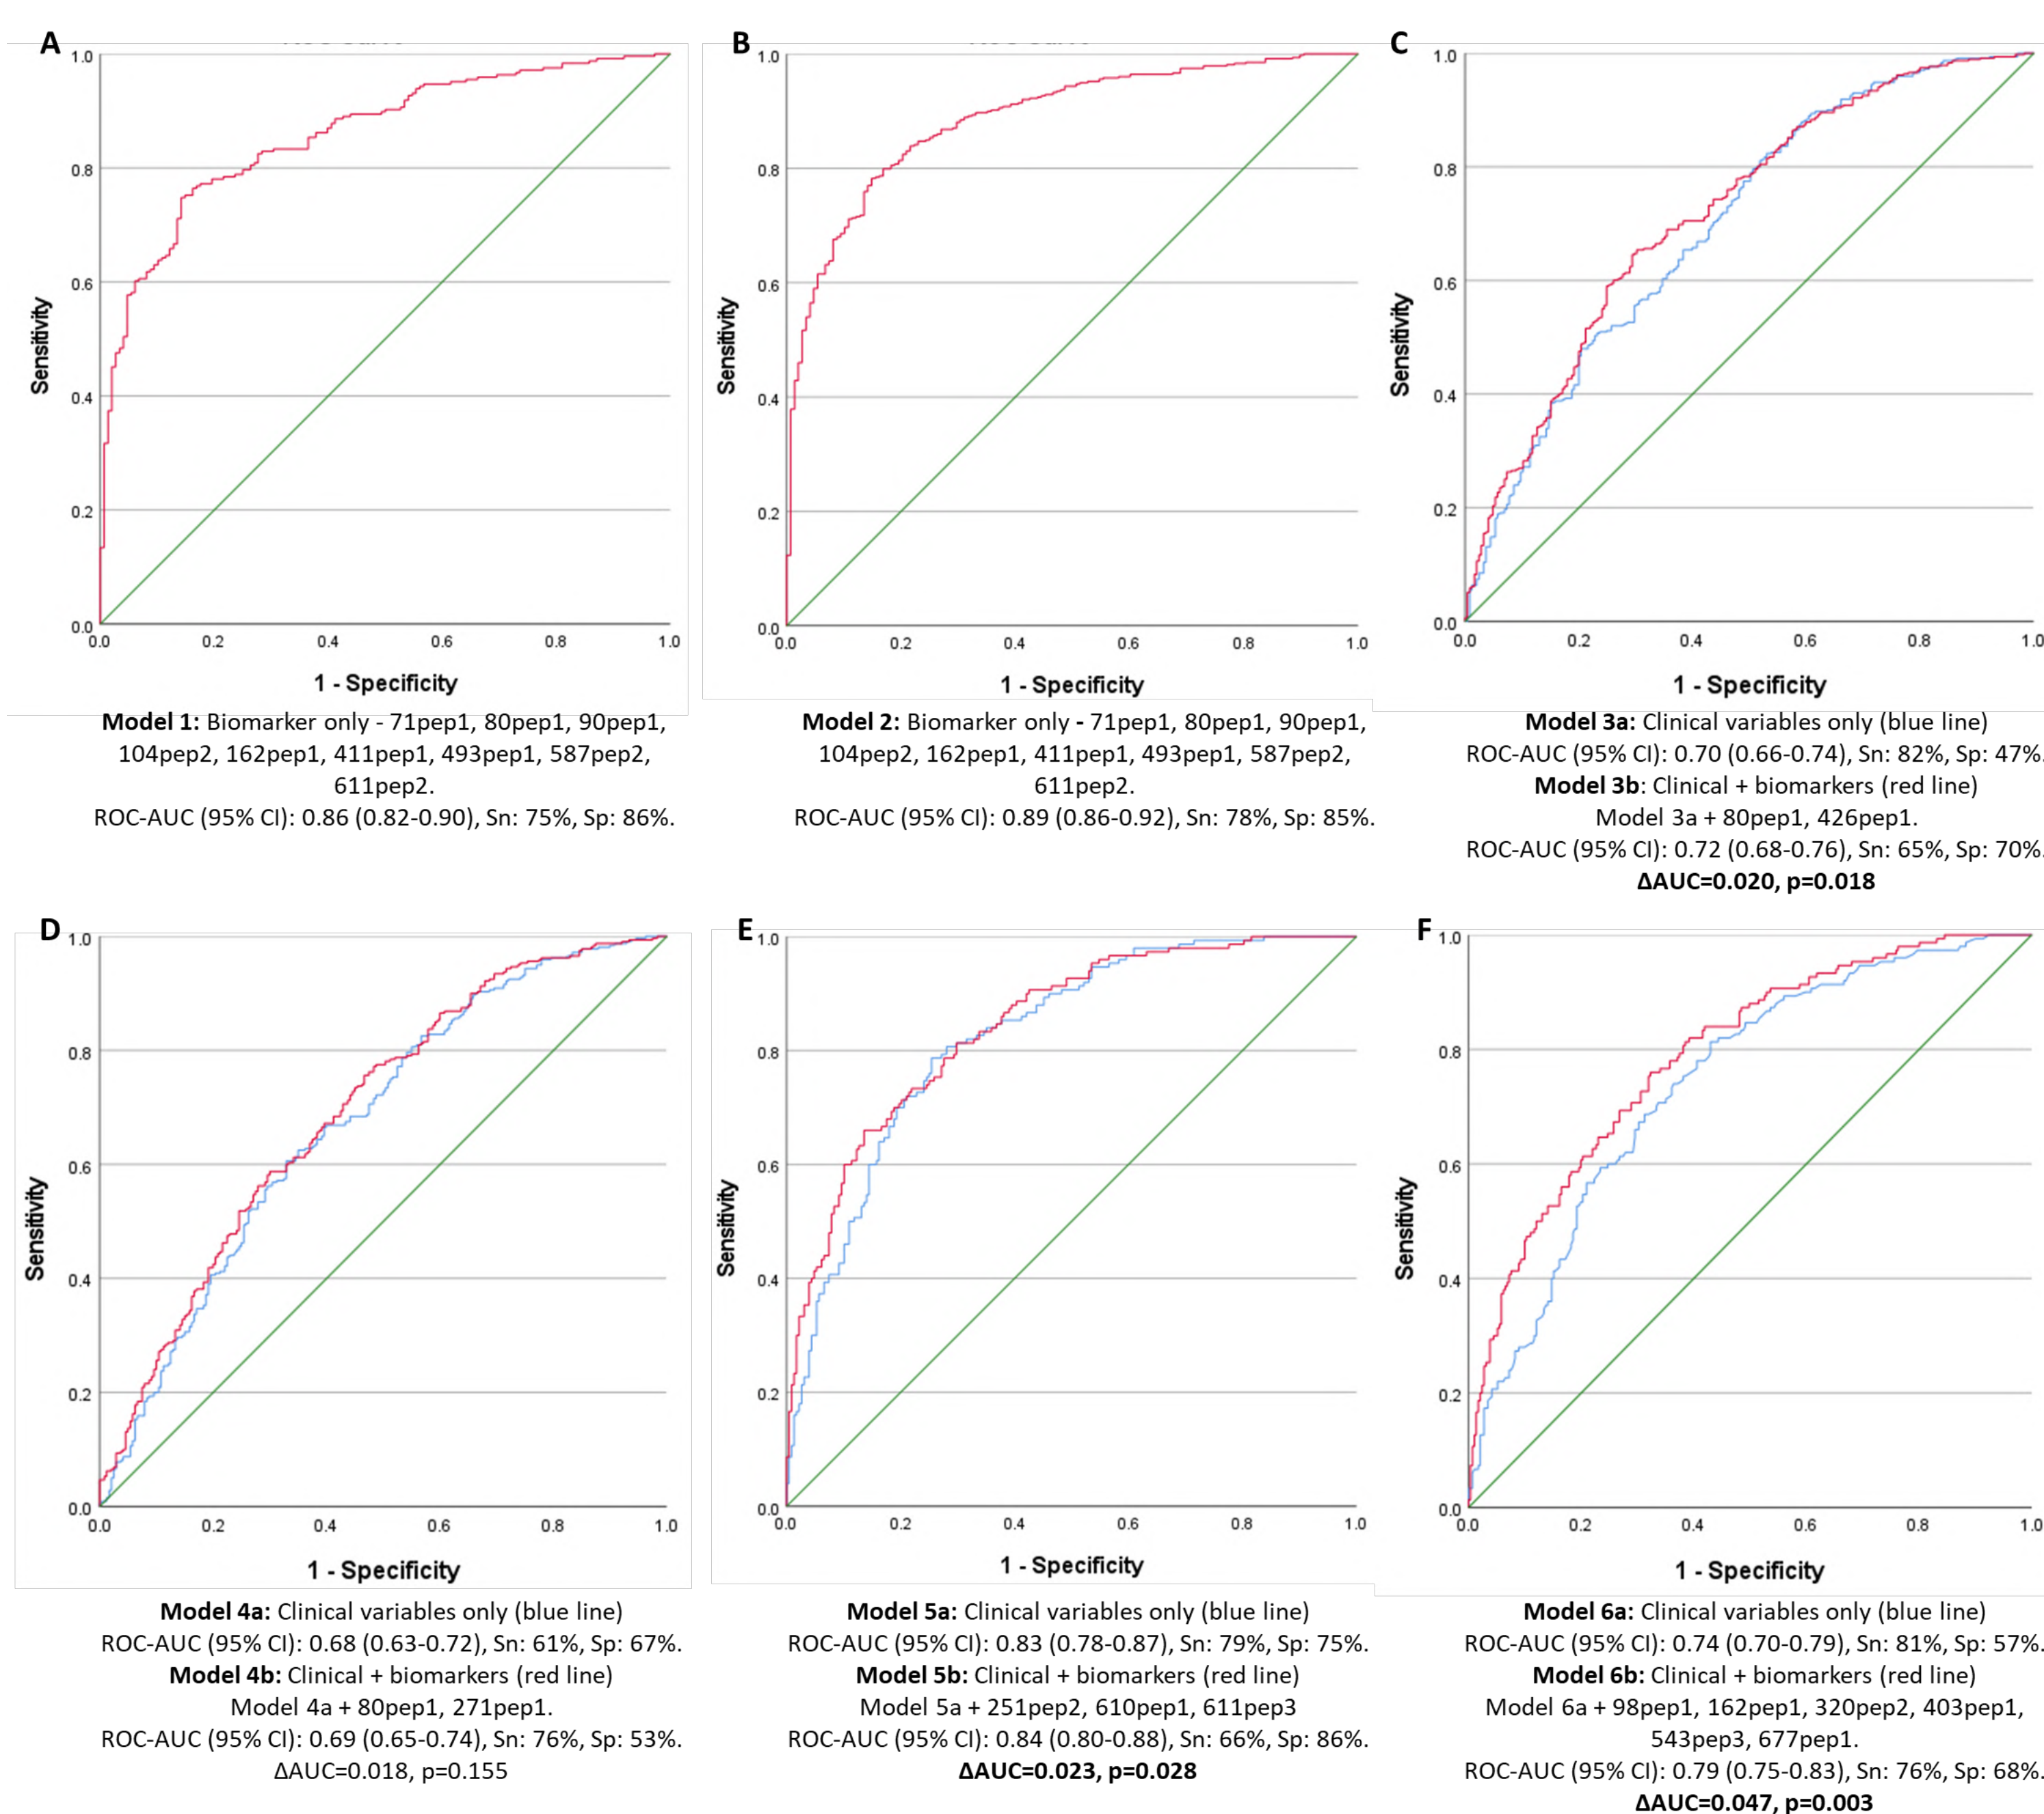 A
1.0
0.8
0.6
0.4
0.2
0.0
Sensitivity
0.0 0.2 0.4 0.6 0.8 1.0
1 - Specificity
Model 1: Biomarker only - 71pep1, 80pep1, 90pep1,
104pep2, 162pep1, 411pep1, 493pep1, 587pep2,
611pep2.
ROC-AUC (95% CI): 0.86 (0.82-0.90), Sn: 75%, Sp: 86%.
B
1.0
0.8
0.6
0.4
0.2
0.0
Sensitivity
0.0 0.2 0.4 0.6 0.8 1.0
1 - Specificity
Model 2: Biomarker only - 71pep1, 80pep1, 90pep1,
104pep2, 162pep1, 411pep1, 493pep1, 587pep2,
611pep2.
ROC-AUC (95% CI): 0.89 (0.86-0.92), Sn: 78%, Sp: 85%.
C
1.0
0.8
0.6
0.4
0.2
0.0
Sensitivity
0.0 0.2 0.4 0.6 0.8 1.0
1 - Specificity
Model 3a: Clinical variables only (blue line)
ROC-AUC (95% CI): 0.70 (0.66-0.74), Sn: 82%, Sp: 47%.
Model 3b: Clinical + biomarkers (red line)
Model 3a + 80pep1, 426pep1.
ROC-AUC (95% CI): 0.72 (0.68-0.76), Sn: 65%, Sp: 70%.
ΔAUC=0.020, p=0.018
D
1.0
0.8
0.6
0.4
0.2
0.0
Sensitivity
0.0 0.2 0.4 0.6 0.8 1.0
1 - Specificity
Model 4a: Clinical variables only (blue line)
ROC-AUC (95% CI): 0.68 (0.63-0.72), Sn: 61%, Sp: 67%.
Model 4b: Clinical + biomarkers (red line)
Model 4a + 80pep1, 271pep1.
ROC-AUC (95% CI): 0.69 (0.65-0.74), Sn: 76%, Sp: 53%.
ΔAUC=0.018, p=0.155
E
1.0
0.8
0.6
0.4
0.2
0.0
Sensitivity
0.0 0.2 0.4 0.6 0.8 1.0
1 - Specificity
Model 5a: Clinical variables only (blue line)
ROC-AUC (95% CI): 0.83 (0.78-0.87), Sn: 79%, Sp: 75%.
Model 5b: Clinical + biomarkers (red line)
Model 5a + 251pep2, 610pep1, 611pep3
ROC-AUC (95% CI): 0.84 (0.80-0.88), Sn: 66%, Sp: 86%.
ΔAUC=0.023, p=0.028
F
1.0
0.8
0.6
0.4
0.2
0.0
Sensitivity
0.0 0.2 0.4 0.6 0.8 1.0
1 - Specificity
Model 6a: Clinical variables only (blue line)
ROC-AUC (95% CI): 0.74 (0.70-0.79), Sn: 81%, Sp: 57%.
Model 6b: Clinical + biomarkers (red line)
Model 6a + 98pep1, 162pep1, 320pep2, 403pep1,
543pep3, 677pep1.
ROC-AUC (95% CI): 0.79 (0.75-0.83), Sn: 76%, Sp: 68%.
ΔAUC=0.047, p=0.003